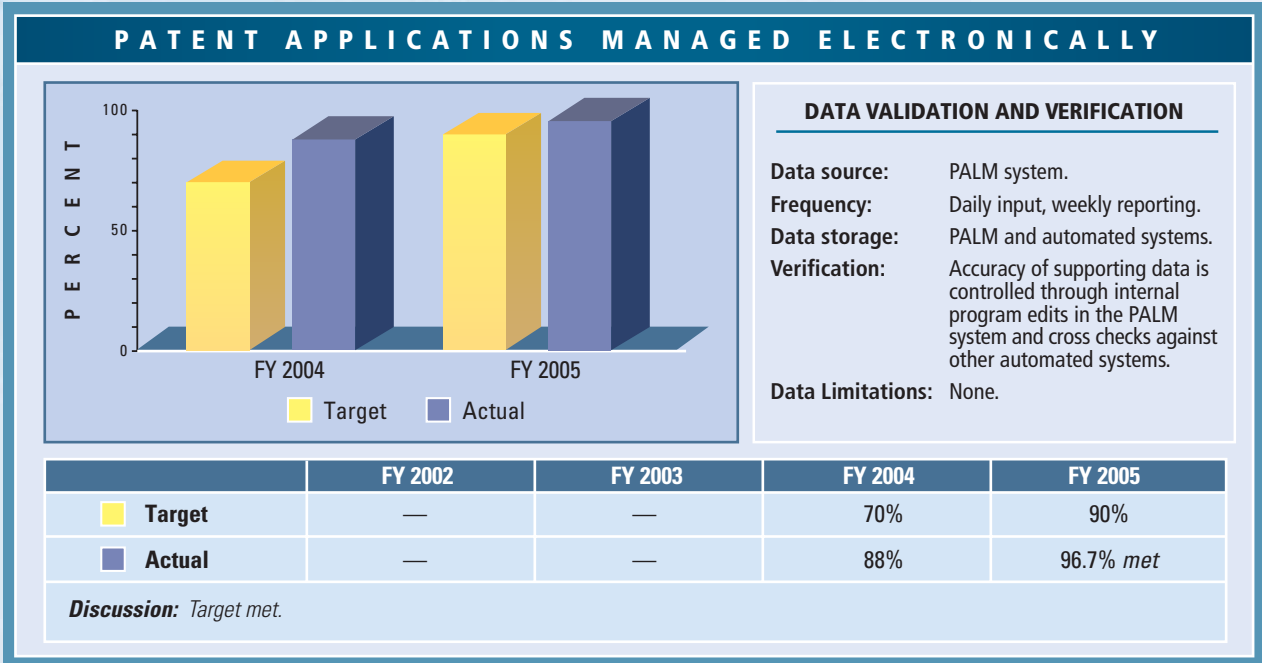 PATENT APPLICATIONS MANAGED ELECTRONICALLY
PERCENT
100
50
0
FY 2004
FY 2005
Target
Actual
DATA VALIDATION AND VERIFICATION
Data source: PALM system.
Frequency: Daily input, weekly reporting.
Data storage: PALM and automated systems.
Verification: Accuracy of supporting data is
controlled through internal
program edits in the PALM
system and cross checks against
other automated systems.
Data Limitations: None.
FY 2002 FY 2003 FY 2004 FY 2005
Target — — 70% 90%
Actual — — 88% 96.7% met
Discussion: Target met.